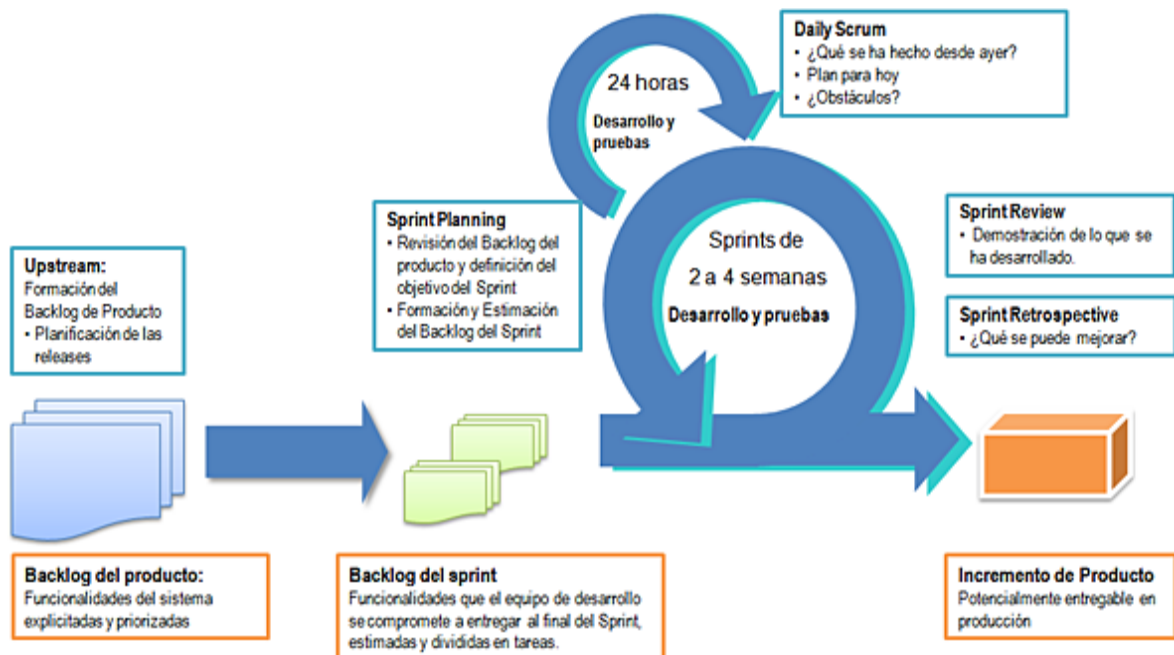 Daily Scrum
• ¿Qué se ha hecho desde ayer?
• Plan para hoy
• ¿Obstáculos?
24 horas
Desarrollo y
pruebas
Sprint Planning
• Revisión del Backlog del
producto y definición del
objetivo del Sprint
• Formación y Estimación
del Backlog del Sprint
Sprints de
2 a 4 semanas
Desarrollo y pruebas
Sprint Review
• Demostración de lo que se
ha desarrollado.
Sprint Retrospective
• ¿Qué se puede mejorar?
Upstream:
Formación del
Backlog de Producto
• Planificación de las
releases
Backlog del producto:
Funcionalidades del sistema
explicitadas y priorizadas
Backlog del sprint
Funcionalidades que el equipo de desarrollo
se compromete a entregar al final del Sprint,
estimadas y divididas en tareas.
Incremento de Producto
Potencialmente entregable en
producción